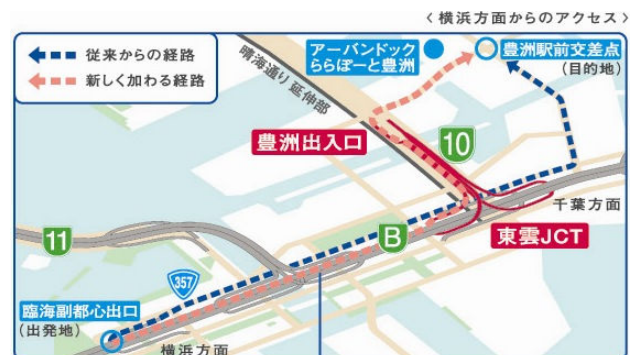 〈横浜方面からのアクセス〉
従来からの経路
新しく加わる経路
晴海通り延伸部
アーバンドック
ららぽーと豊洲
豊洲駅前交差点
(目的地)
豊洲出入口
10
千葉方面
11
B
東雲JCT
357
臨海副都心出口
(出発地)
横浜方面